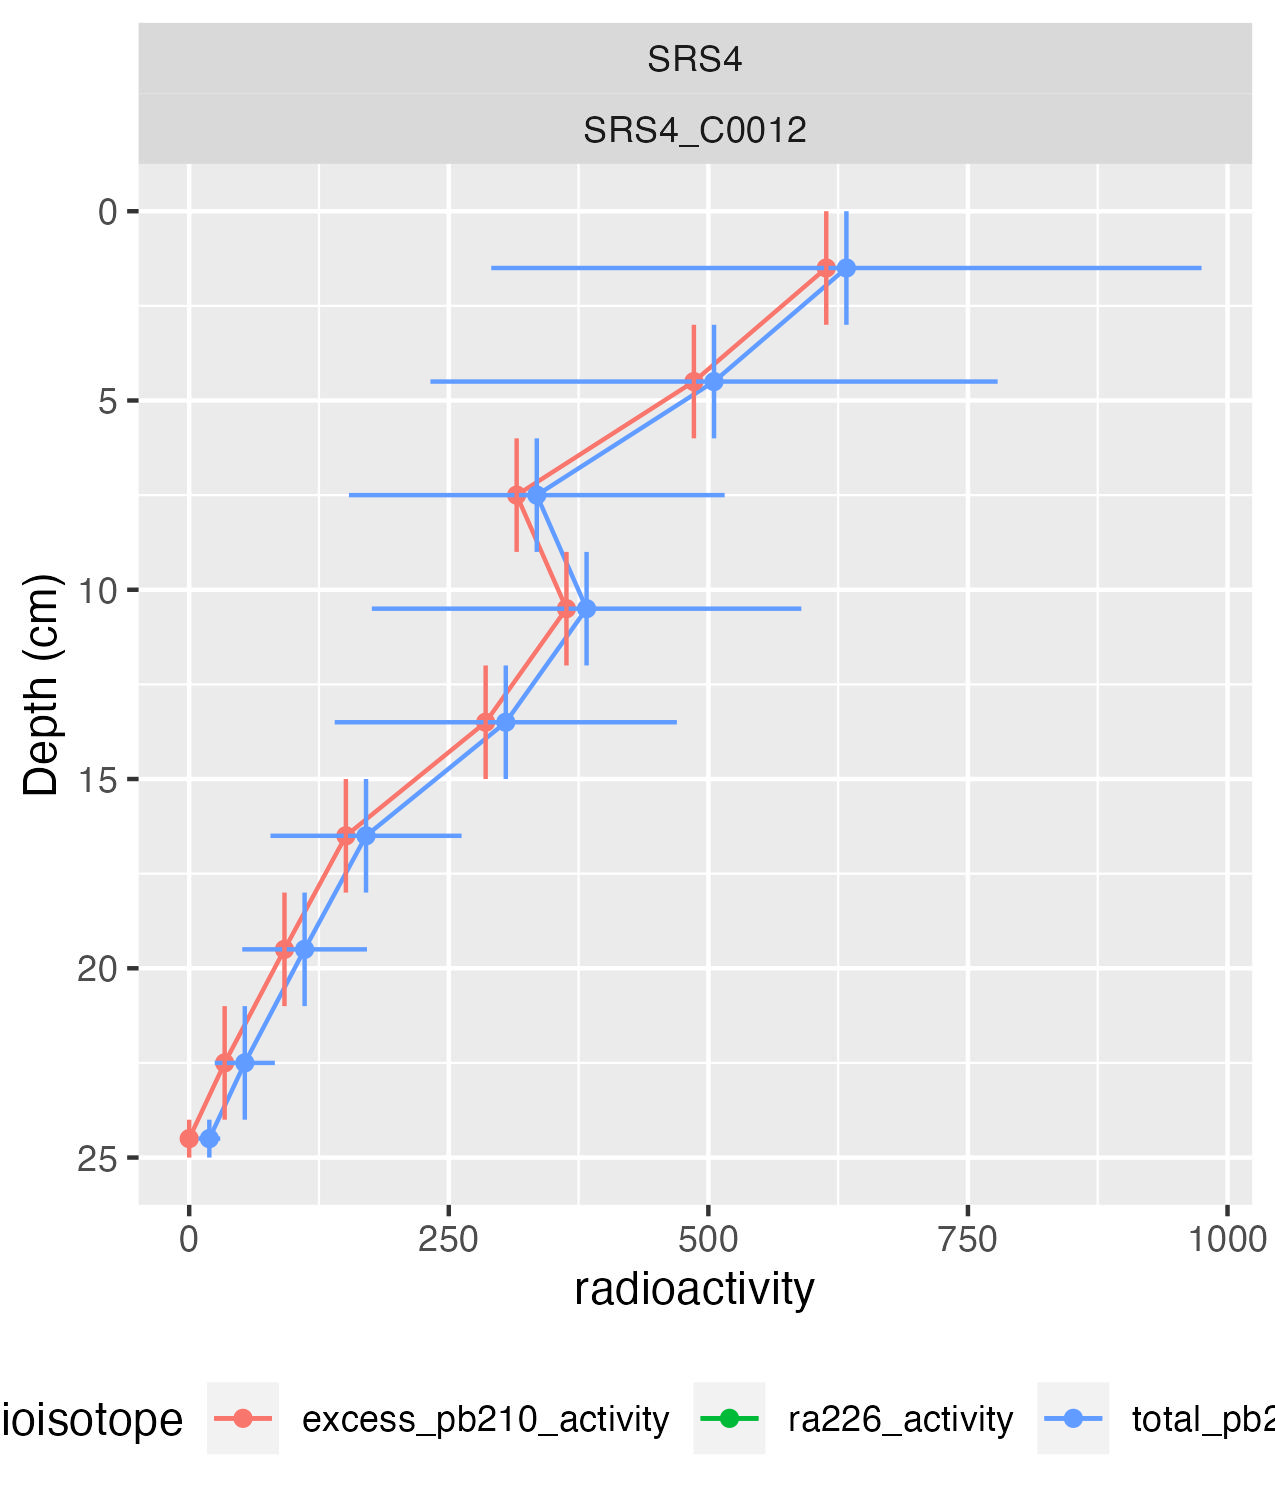 SRS4
SRS4_C0012
0
5
10
15
20
25
Depth (cm)
0 250 500 750 1000
radioactivity
ioisotope excess_pb210_activity ra226_activity total_pb2